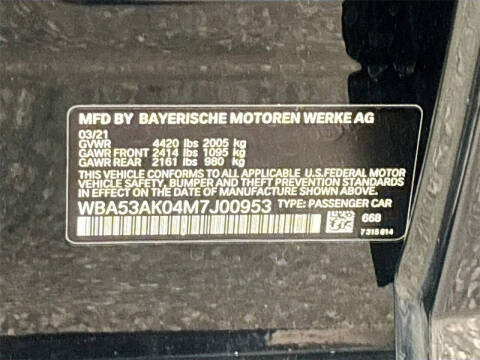 MFD BY BAYERISCHE MOTOREN WERKE AG
03/21
GVWR 4420 lbs 2005 kg
GAWR FRONT 2414 lbs 1095 kg
GAWR REAR 2161 lbs 980 kg
THIS VEHICLE CONFORMS TO ALL APPLICABLE U.S.FEDERAL MOTOR
VEHICLE SAFETY, BUMPER AND THEFT PREVENTION STANDARDS
IN EFFECT ON THE DATE OF MANUFACTURE SHOWN ABOVE.
WBA53AK04M7J00953 TYPE: PASSENGER CAR
668
7 315 614